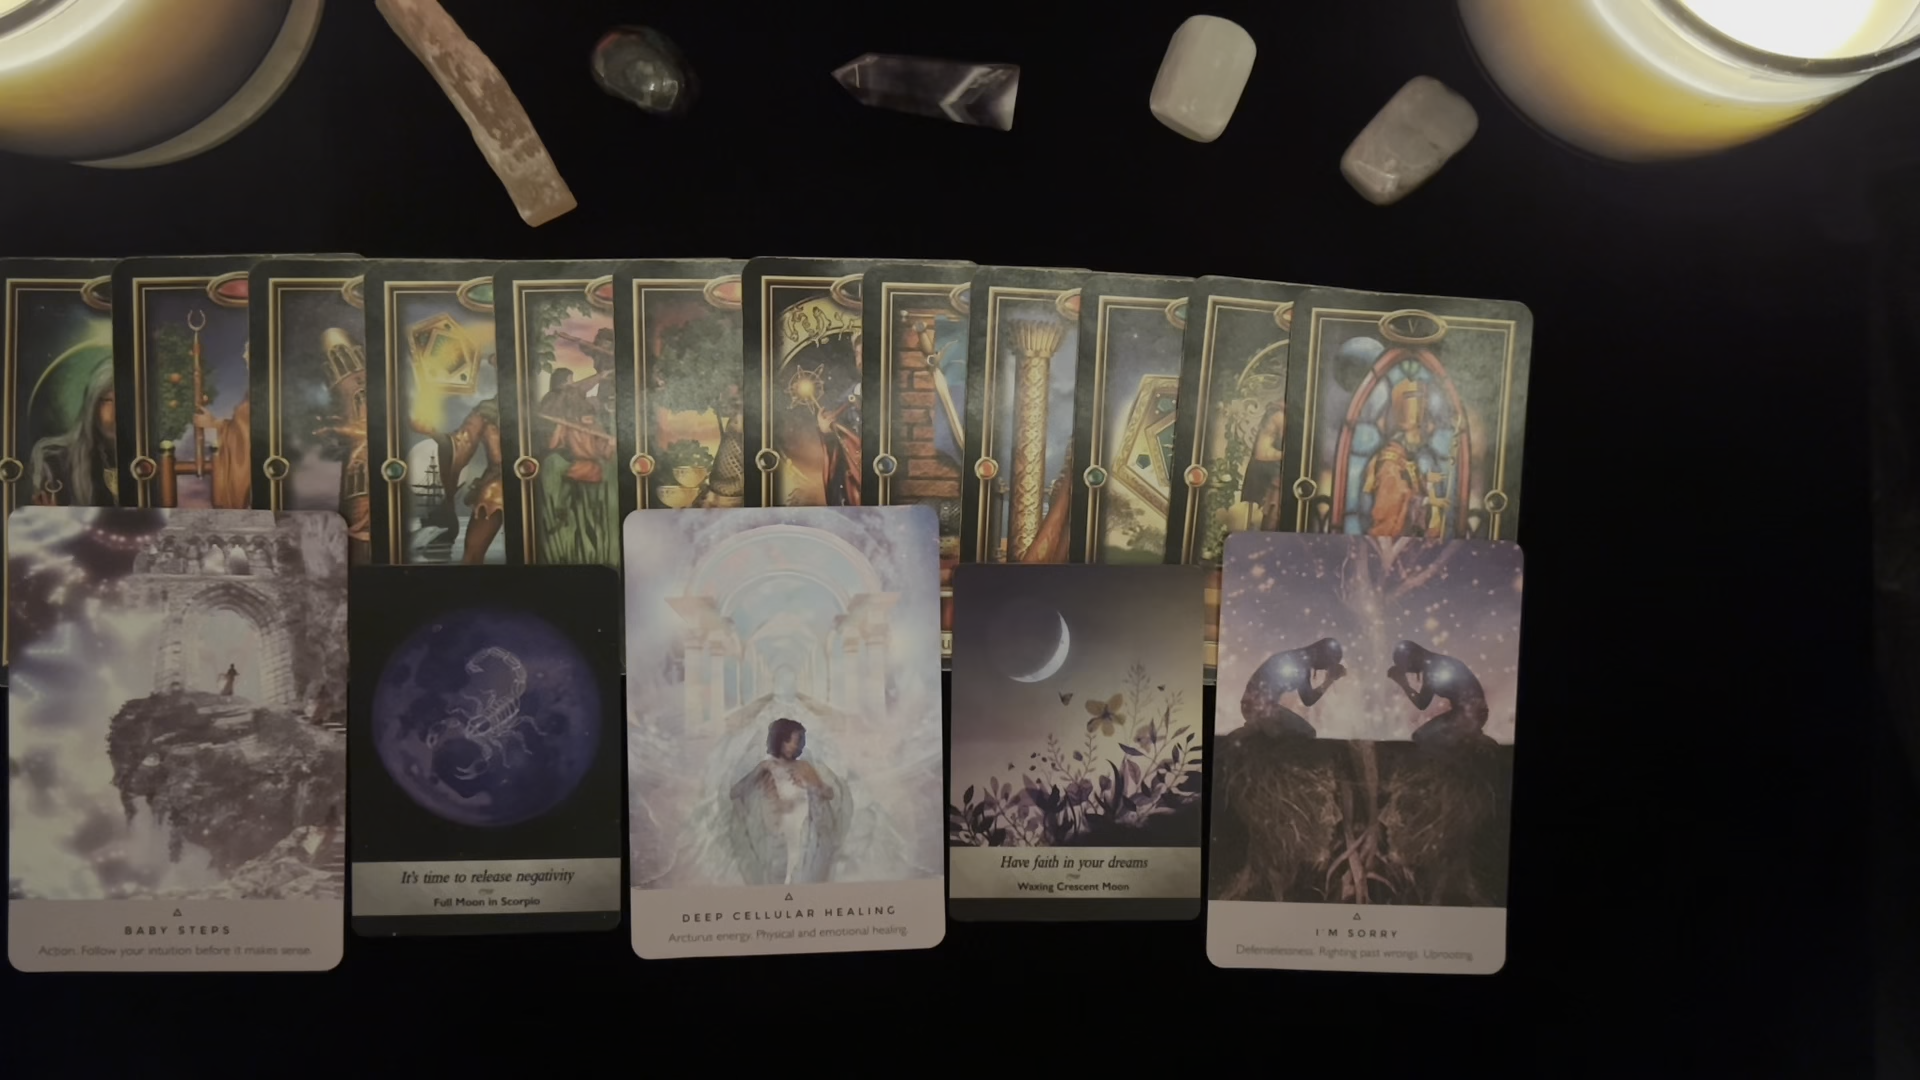 V
BABY STEPS
Action: Follow your intuition before it makes sense.
It's time to release negativity
Full Moon in Scorpio
DEEP CELLULAR HEALING
Arcturus energy. Physical and emotional healing.
Have faith in your dreams
Waxing Crescent Moon
I'M SORRY
Defenselessness. Righting past wrongs. Uprooting.